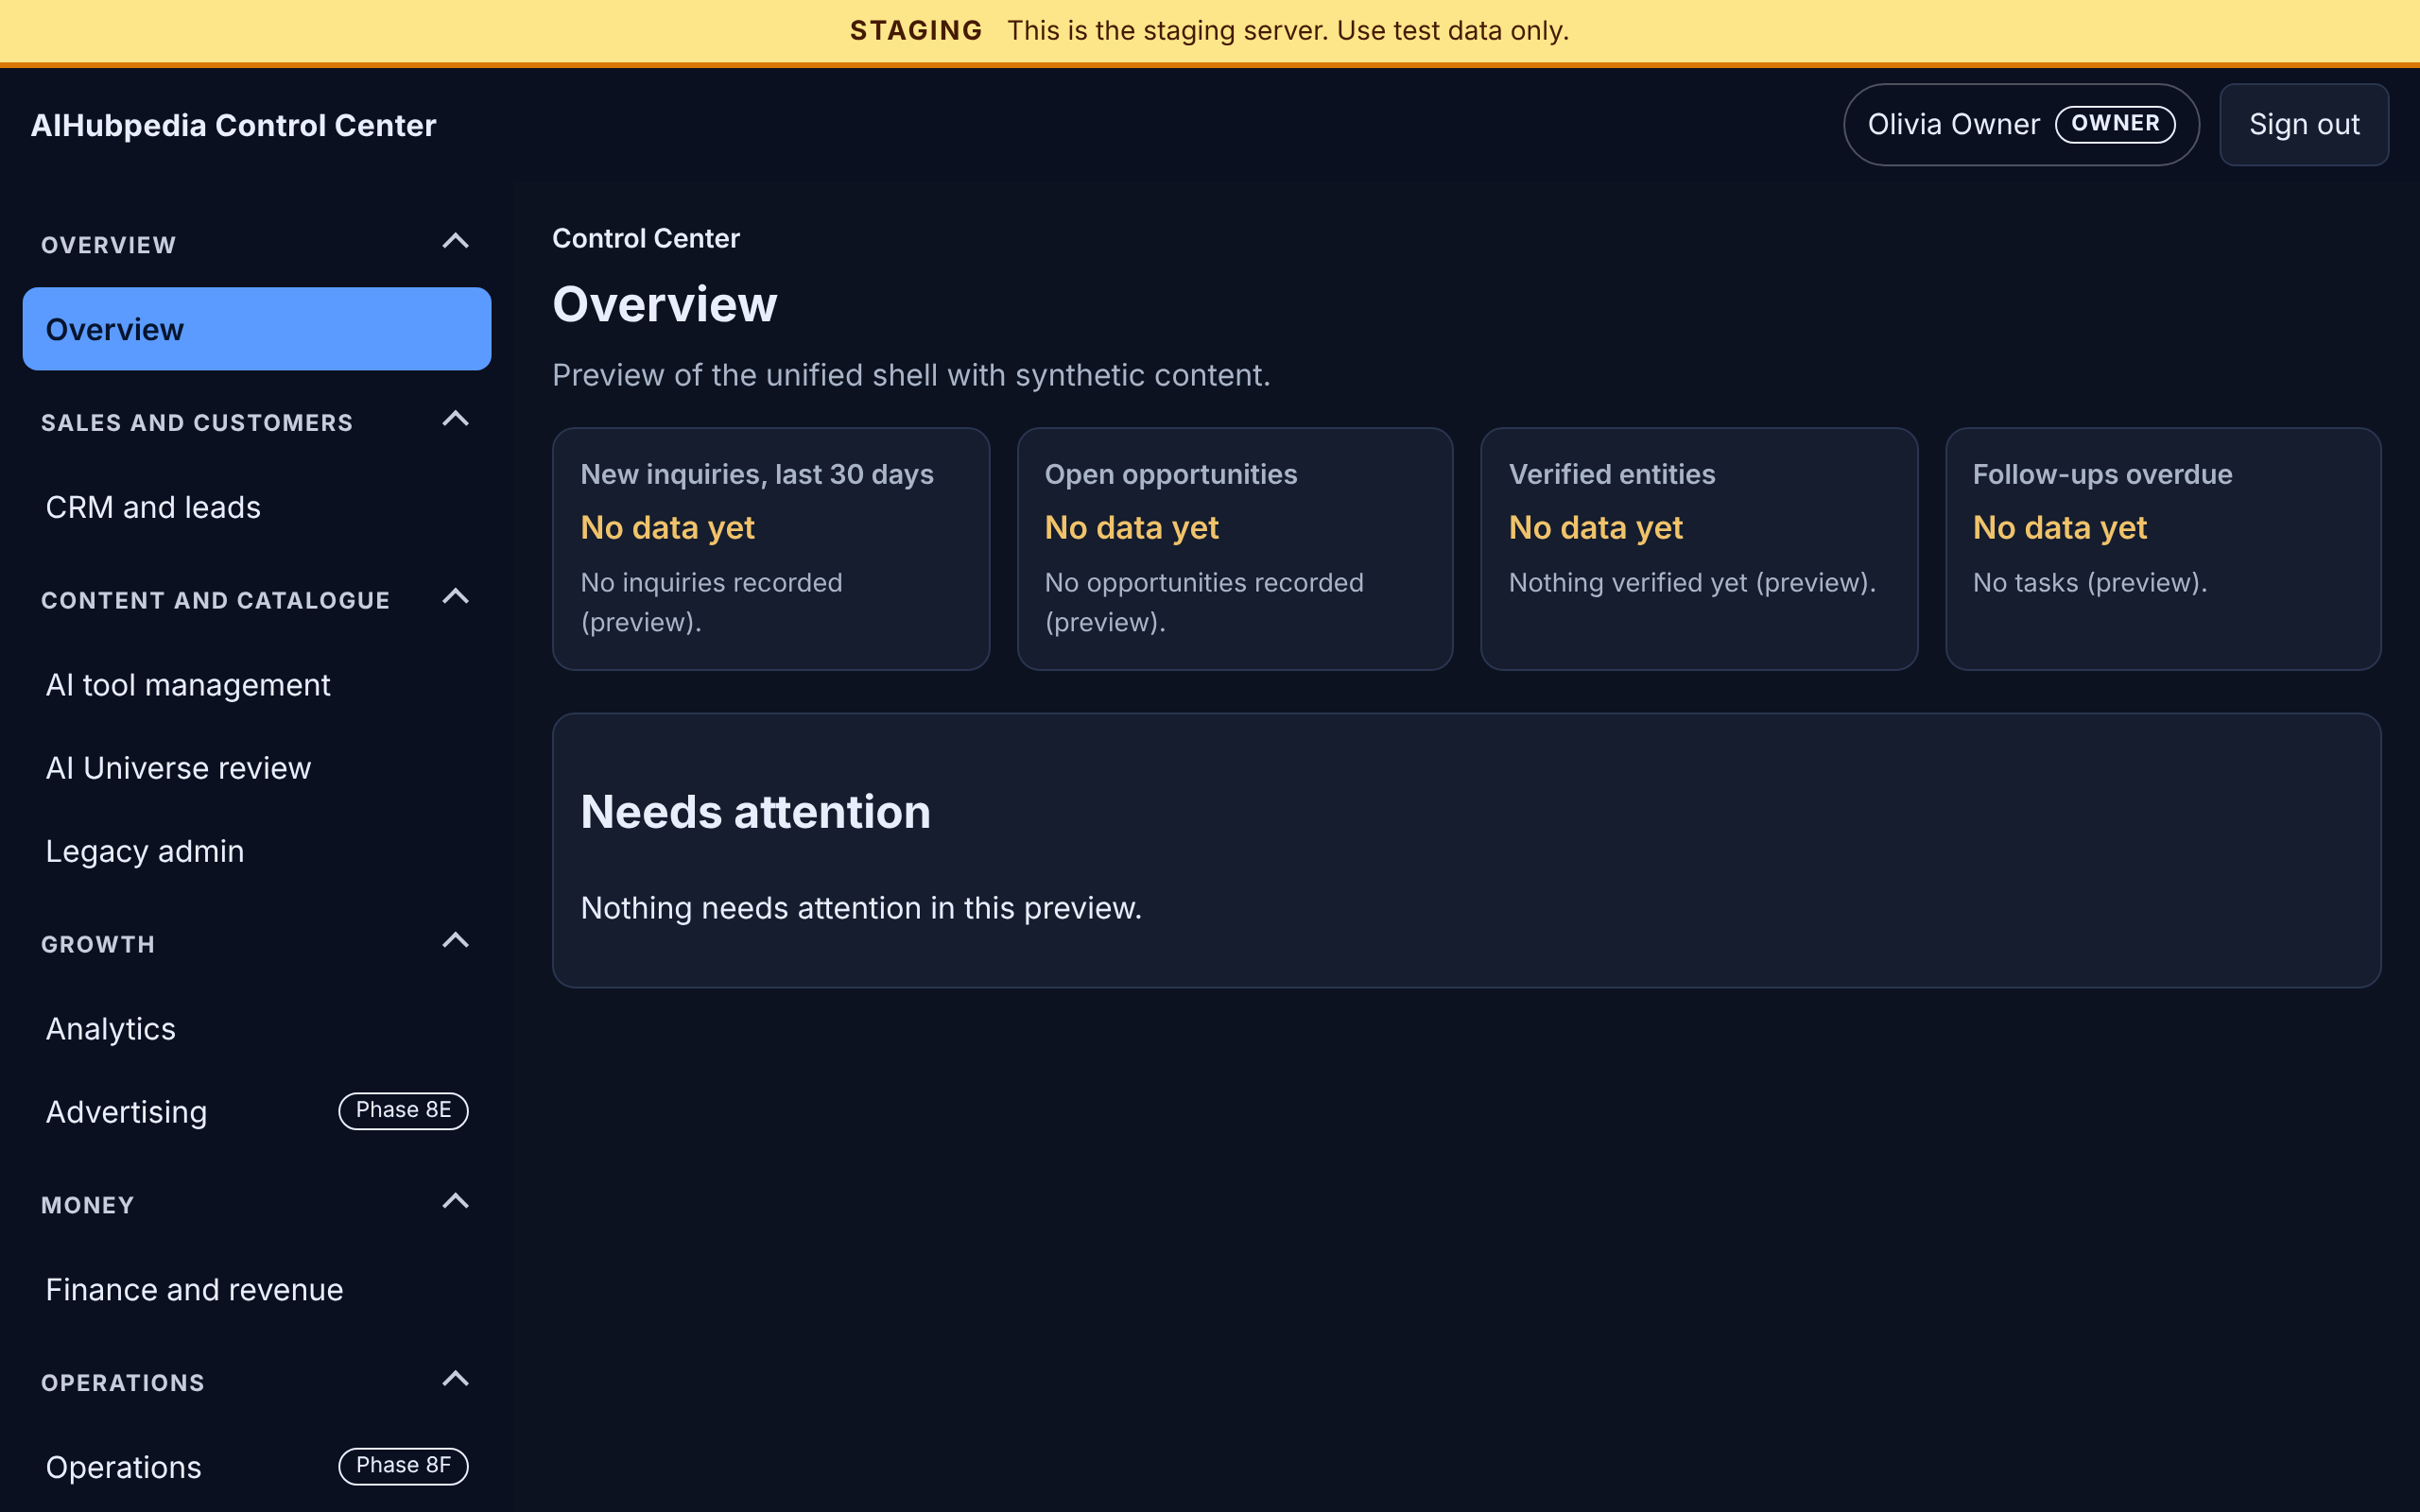 STAGING This is the staging server. Use test data only.
AIHubpedia Control Center
Olivia Owner OWNER
Sign out
OVERVIEW
Overview
SALES AND CUSTOMERS
CRM and leads
CONTENT AND CATALOGUE
AI tool management
AI Universe review
Legacy admin
GROWTH
Analytics
Advertising Phase 8E
MONEY
Finance and revenue
OPERATIONS
Operations Phase 8F
Control Center
Overview
Preview of the unified shell with synthetic content.
New inquiries, last 30 days
No data yet
No inquiries recorded
(preview).
Open opportunities
No data yet
No opportunities recorded
(preview).
Verified entities
No data yet
Nothing verified yet (preview).
Follow-ups overdue
No data yet
No tasks (preview).
Needs attention
Nothing needs attention in this preview.